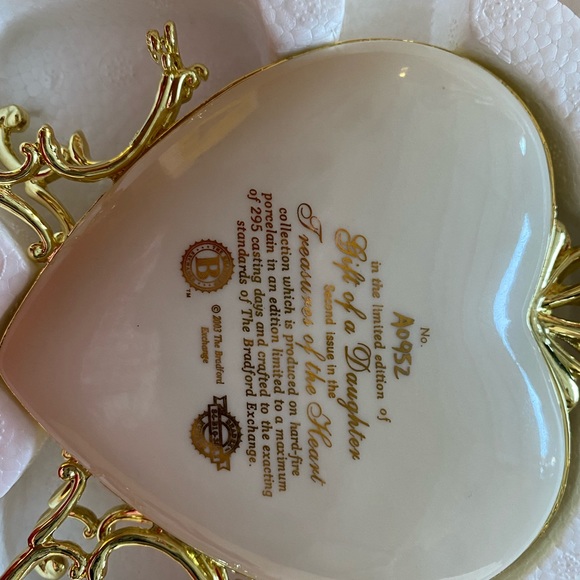 No.
A0952
in the limited edition of
Gift of a Daughter
Second Issue in the
Treasures of the Heart
collection which is produced on hard-fire
porcelain in an edition limited to a maximum
of 295 casting days and crafted to the exacting
standards of The Bradford Exchange.
B
™
© 2003 The Bradford
Exchange